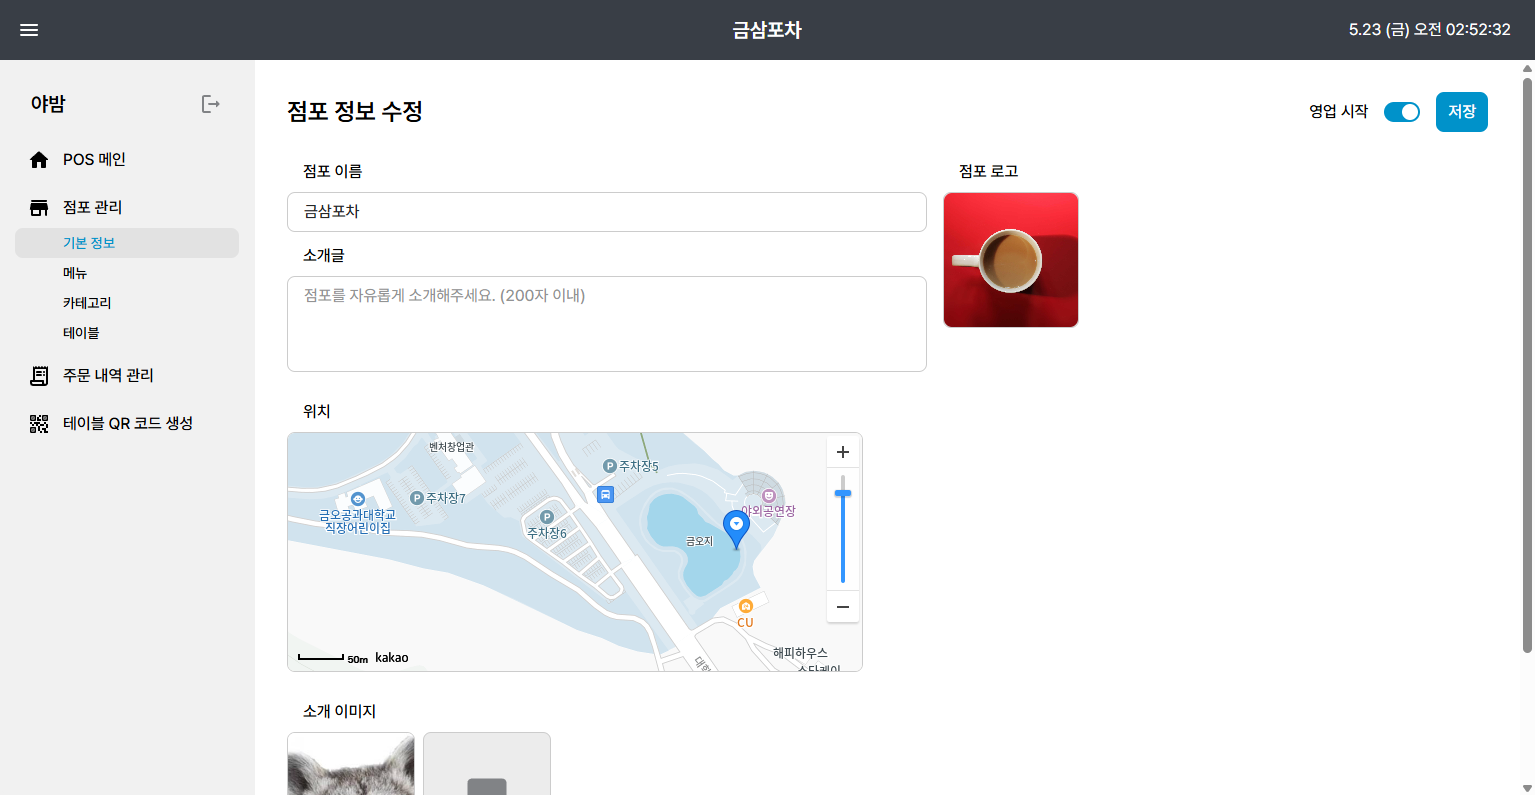 금삼포차
5.23 (금) 오전 02:52:32
야밤
POS 메인
점포 관리
기본 정보
메뉴
카테고리
테이블
주문 내역 관리
테이블 QR 코드 생성
점포 정보 수정
영업 시작
저장
점포 이름
금삼포차
소개글
점포를 자유롭게 소개해주세요. (200자 이내)
점포 로고
위치
벤처창업관
P 주차장5
P 주차장7
금오공과대학교
직장어린이집
P
주차장6
야외공연장
금오지
CU
해피하우스
50m kakao
소개 이미지